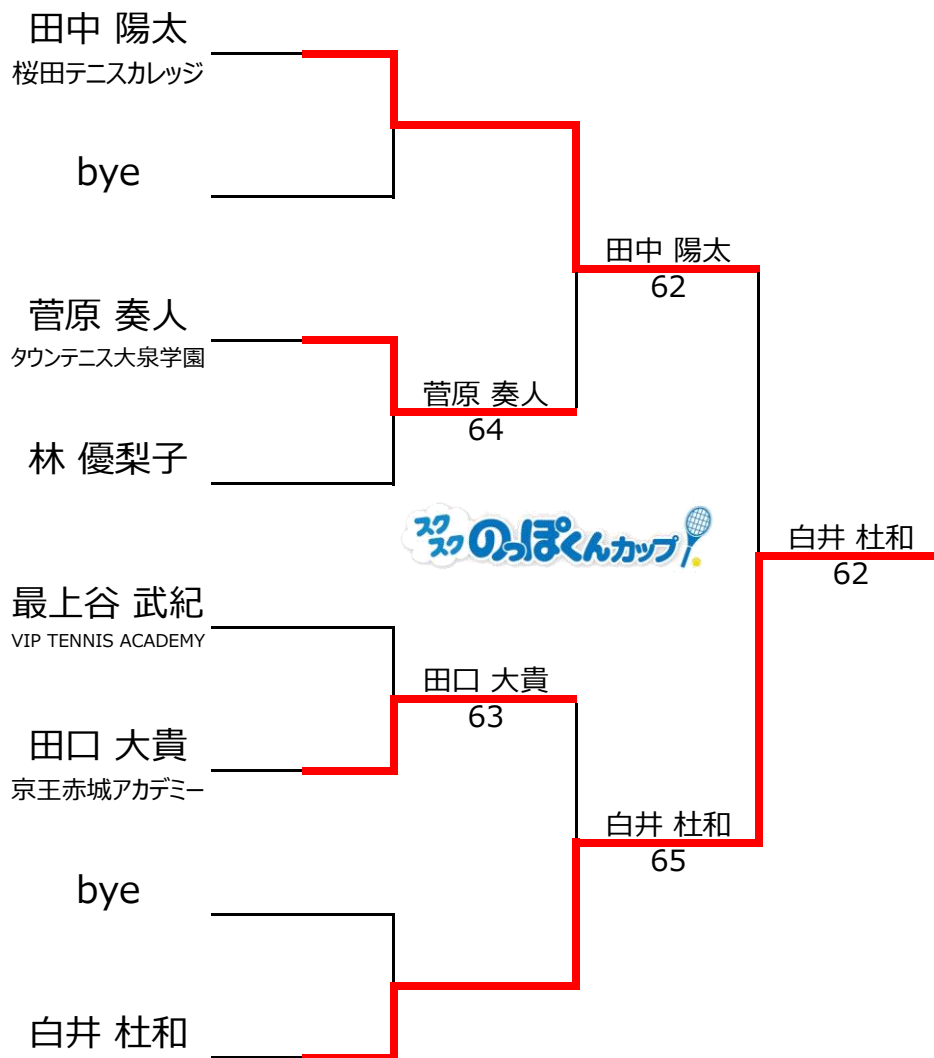 田中 陽太
桜田テニスカレッジ
bye
田中 陽太
62
菅原 奏人
タウンテニス大泉学園
菅原 奏人
64
林 優梨子
スクスクのっぽくんカップ
白井 杜和
62
最上谷 武紀
VIP TENNIS ACADEMY
田口 大貴
63
田口 大貴
京王赤城アカデミー
白井 杜和
65
bye
白井 杜和